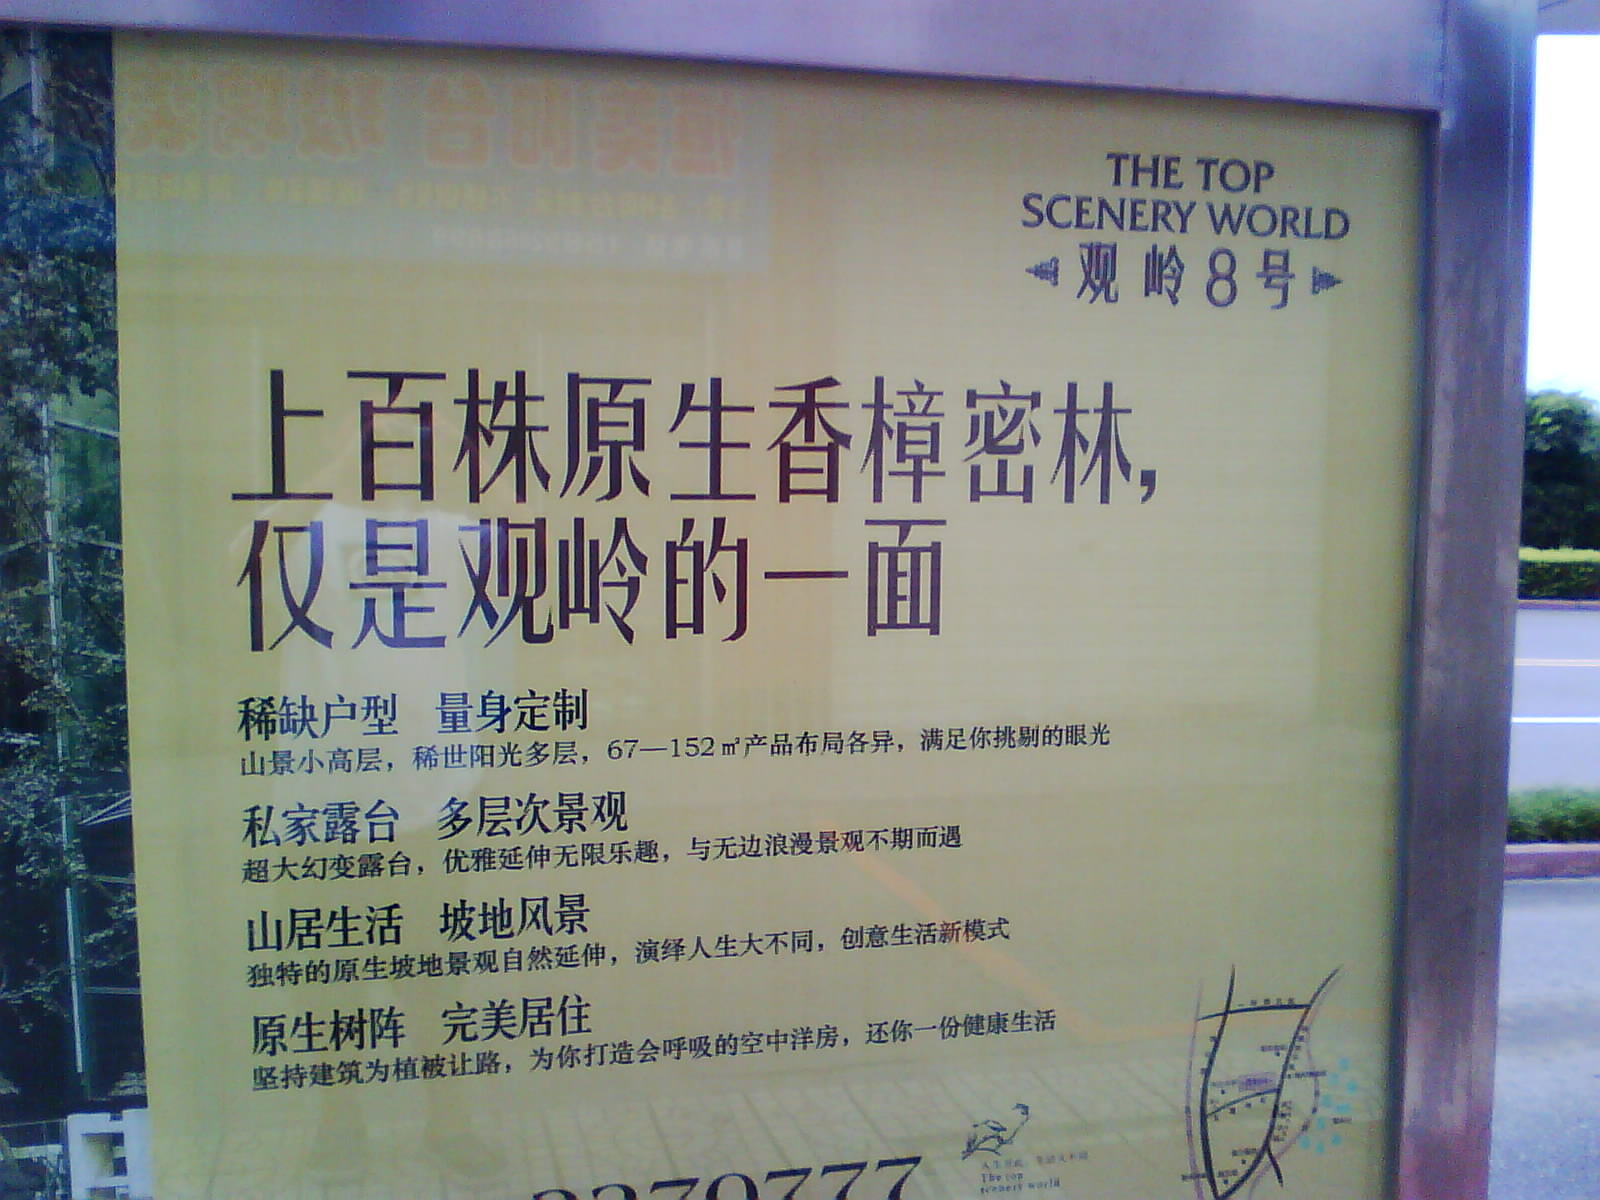 THE TOP
SCENERY WORLD
观岭8号
上百株原生香樟密林,
仅是观岭的一面
稀缺户型 量身定制
山景小高层，稀世阳光多层，67—152㎡产品布局各异，满足你挑剔的眼光
私家露台 多层次景观
超大幻变露台，优雅延伸无限乐趣，与无边浪漫景观不期而遇
山居生活 坡地风景
独特的原生坡地景观自然延伸，演绎人生大不同，创意生活新模式
原生树阵 完美居住
坚持建筑为植被让路，为你打造会呼吸的空中洋房，还你一份健康生活
The top
scenery world